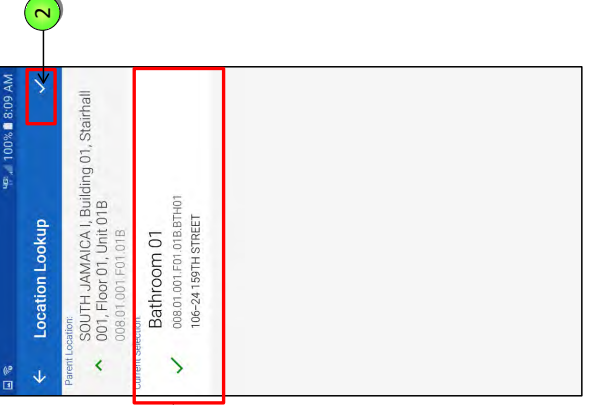 4G 100% 8:09 AM
Location Lookup
2
Parent Location:
SOUTH JAMAICA I, Building 01, Stairhall
001, Floor 01, Unit 01B
008.01.001.F01.01B
Current Selection:
Bathroom 01
008.01.001.F01.01B.BTH01
106–24 159TH STREET